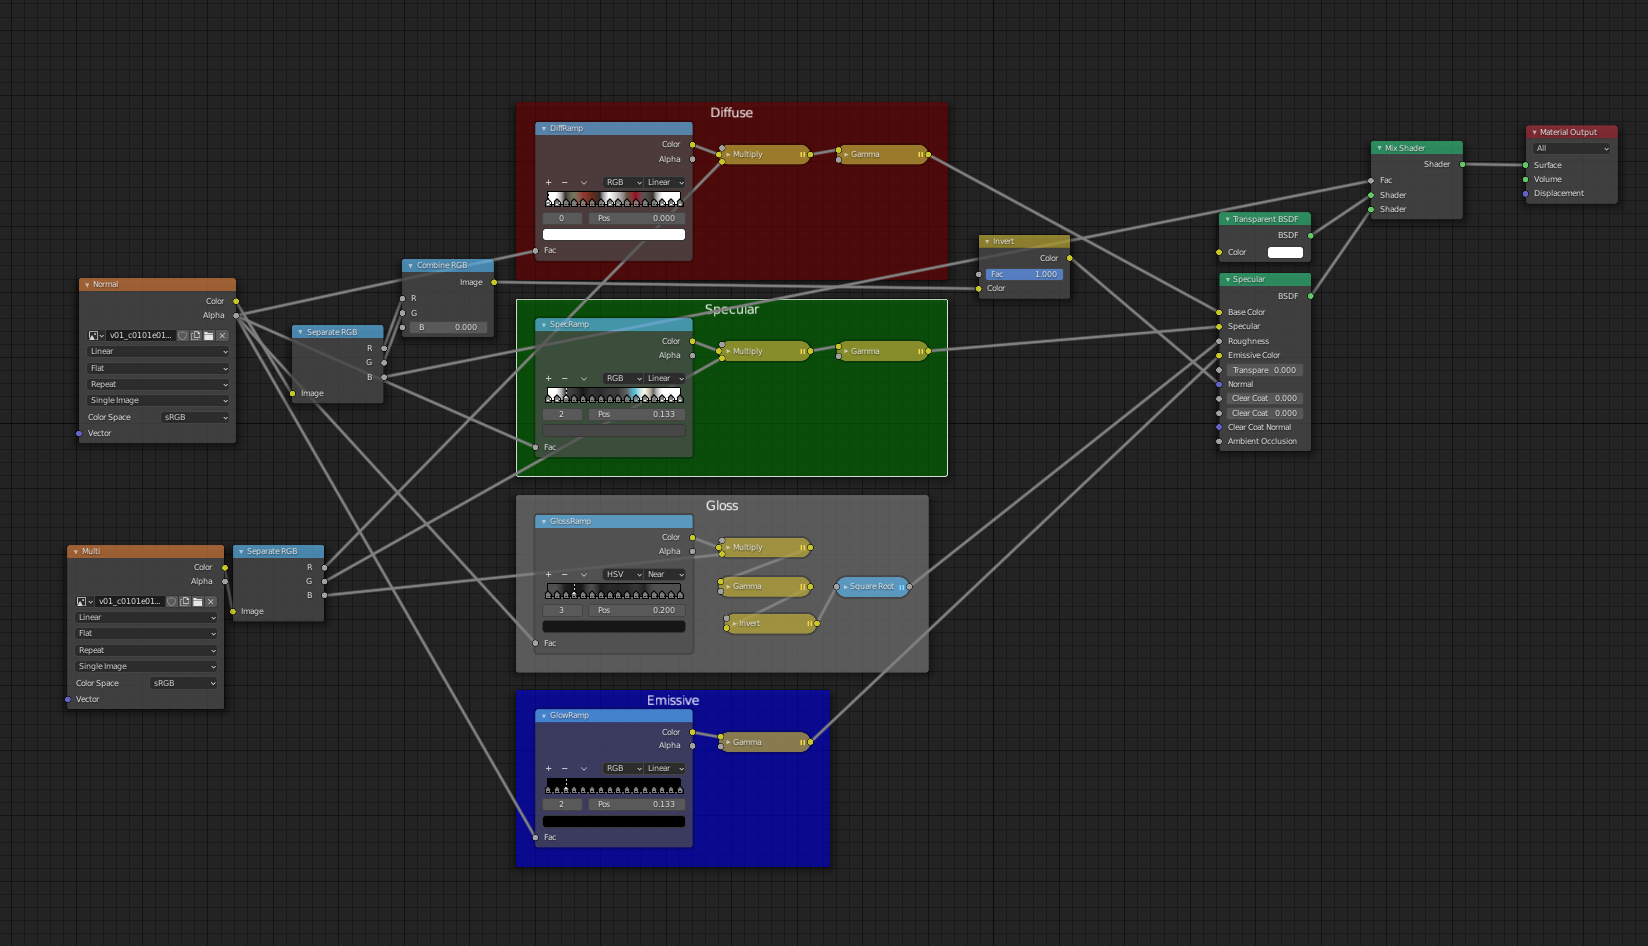 Normal
Color
Alpha
v01_c0101e01...
Linear
Flat
Repeat
Single Image
Color Space sRGB
Vector
Multi
Color
Alpha
v01_c0101e01...
Linear
Flat
Repeat
Single Image
Color Space sRGB
Vector
Separate RGB
R
G
B
Image
Separate RGB
R
G
B
Image
Combine RGB
Image
R
G
B 0.000
Diffuse
DiffRamp
Color
Alpha
RGB Linear
0 Pos 0.000
Fac
Multiply
Gamma
Specular
SpecRamp
Color
Alpha
RGB Linear
2 Pos 0.133
Fac
Multiply
Gamma
Gloss
GlossRamp
Color
Alpha
HSV Near
3 Pos 0.200
Fac
Multiply
Gamma
Invert
Square Root
Emissive
GlowRamp
Color
Alpha
RGB Linear
2 Pos 0.133
Fac
Gamma
Invert
Color
Fac 1.000
Color
Transparent BSDF
BSDF
Color
Specular
BSDF
Base Color
Specular
Roughness
Emissive Color
Transpare 0.000
Normal
Clear Coat 0.000
Clear Coat 0.000
Clear Coat Normal
Ambient Occlusion
Mix Shader
Shader
Fac
Shader
Shader
Material Output
All
Surface
Volume
Displacement